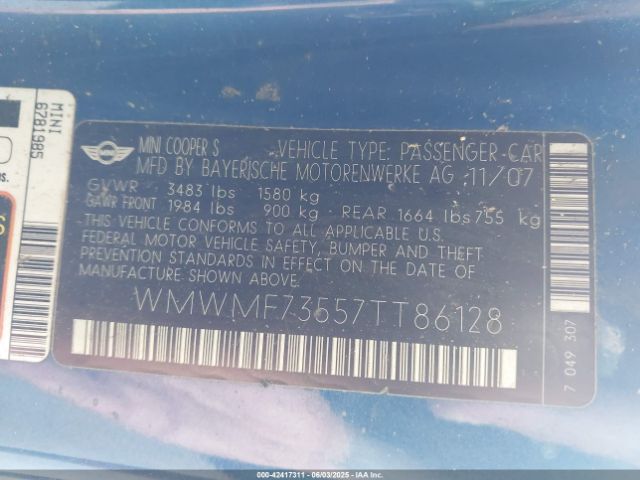 MINI
6781985
MINI COOPER S VEHICLE TYPE: PASSENGER-CAR
MFD BY BAYERISCHE MOTORENWERKE AG 11/07
GVWR 3483 lbs 1580 kg
GAWR FRONT 1984 lbs 900 kg REAR 1664 lbs 755 kg
THIS VEHICLE CONFORMS TO ALL APPLICABLE U.S.
FEDERAL MOTOR VEHICLE SAFETY, BUMPER AND THEFT
PREVENTION STANDARDS IN EFFECT ON THE DATE OF
MANUFACTURE SHOWN ABOVE.
WMWMF73557TT86128
7 049 307
000-42417311 - 06/03/2025 - IAAI.COM